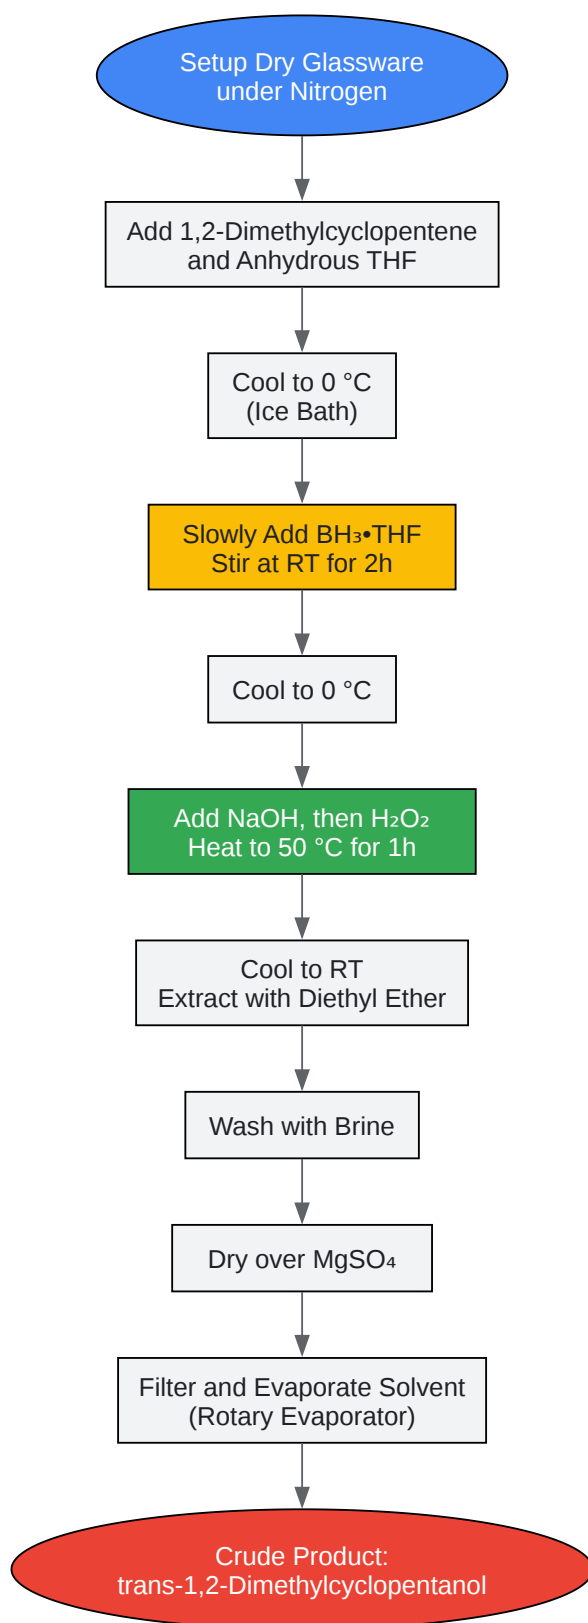 Setup Dry Glassware
under Nitrogen
Add 1,2-Dimethylcyclopentene
and Anhydrous THF
Cool to 0 °C
(Ice Bath)
Slowly Add BH₃•THF
Stir at RT for 2h
Cool to 0 °C
Add NaOH, then H₂O₂
Heat to 50 °C for 1h
Cool to RT
Extract with Diethyl Ether
Wash with Brine
Dry over MgSO₄
Filter and Evaporate Solvent
(Rotary Evaporator)
Crude Product:
trans-1,2-Dimethylcyclopentanol